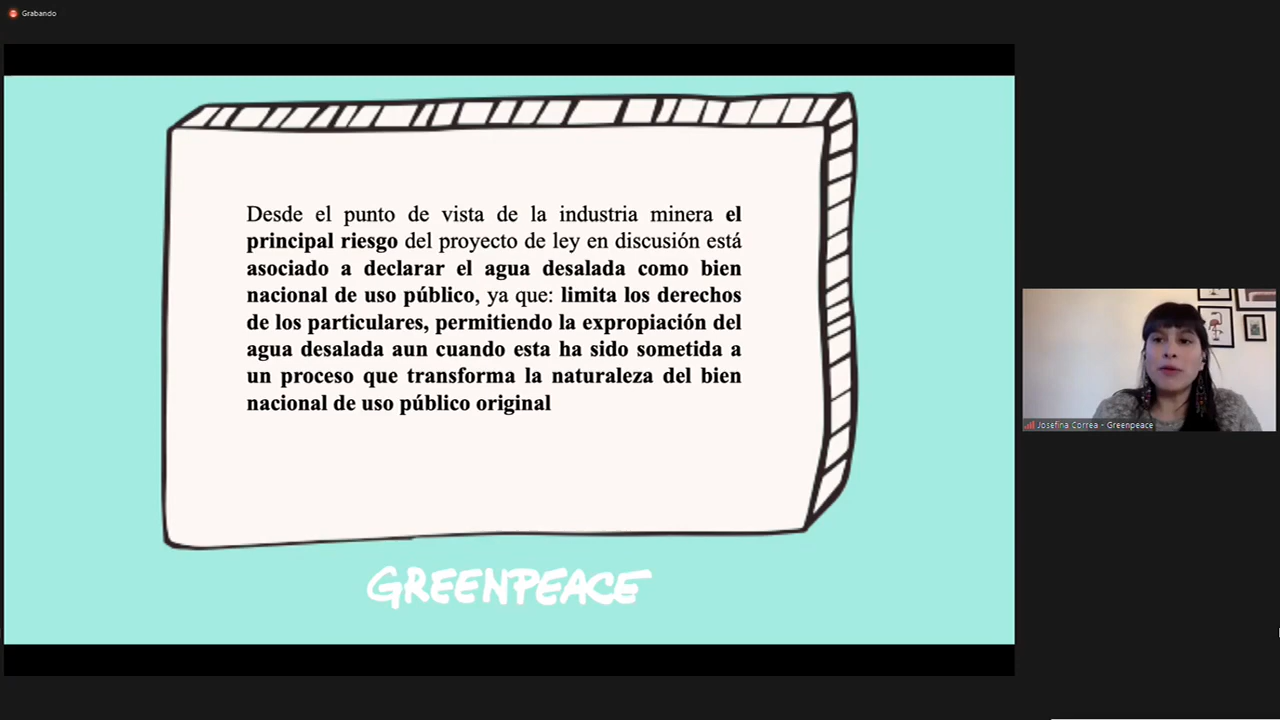 Grabando
Desde el punto de vista de la industria minera el
principal riesgo del proyecto de ley en discusión está
asociado a declarar el agua desalada como bien
nacional de uso público, ya que: limita los derechos
de los particulares, permitiendo la expropiación del
agua desalada aun cuando esta ha sido sometida a
un proceso que transforma la naturaleza del bien
nacional de uso público original
GREENPEACE
Josefina Correa - Greenpeace